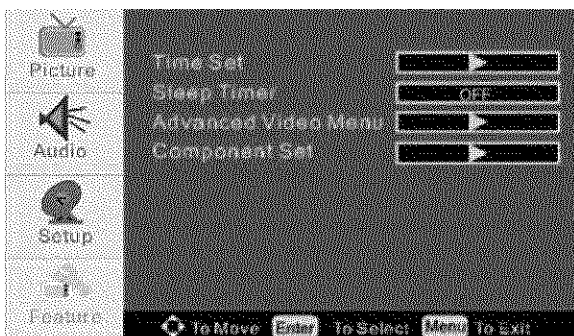 Picture
Audio
Setup
Feature
Time Set
Sleep Timer OFF
Advanced Video Menu
Component Set
To Move Enter To Select Menu To Exit